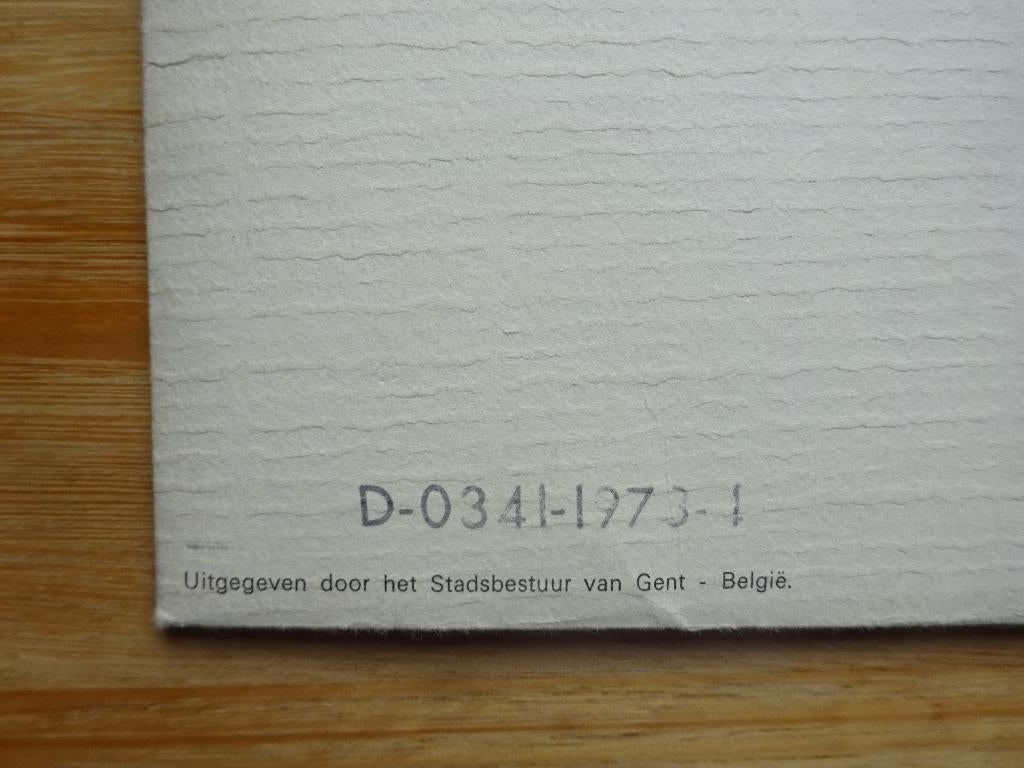 D-0341-1973-1
Uitgegeven door het Stadsbestuur van Gent - België.